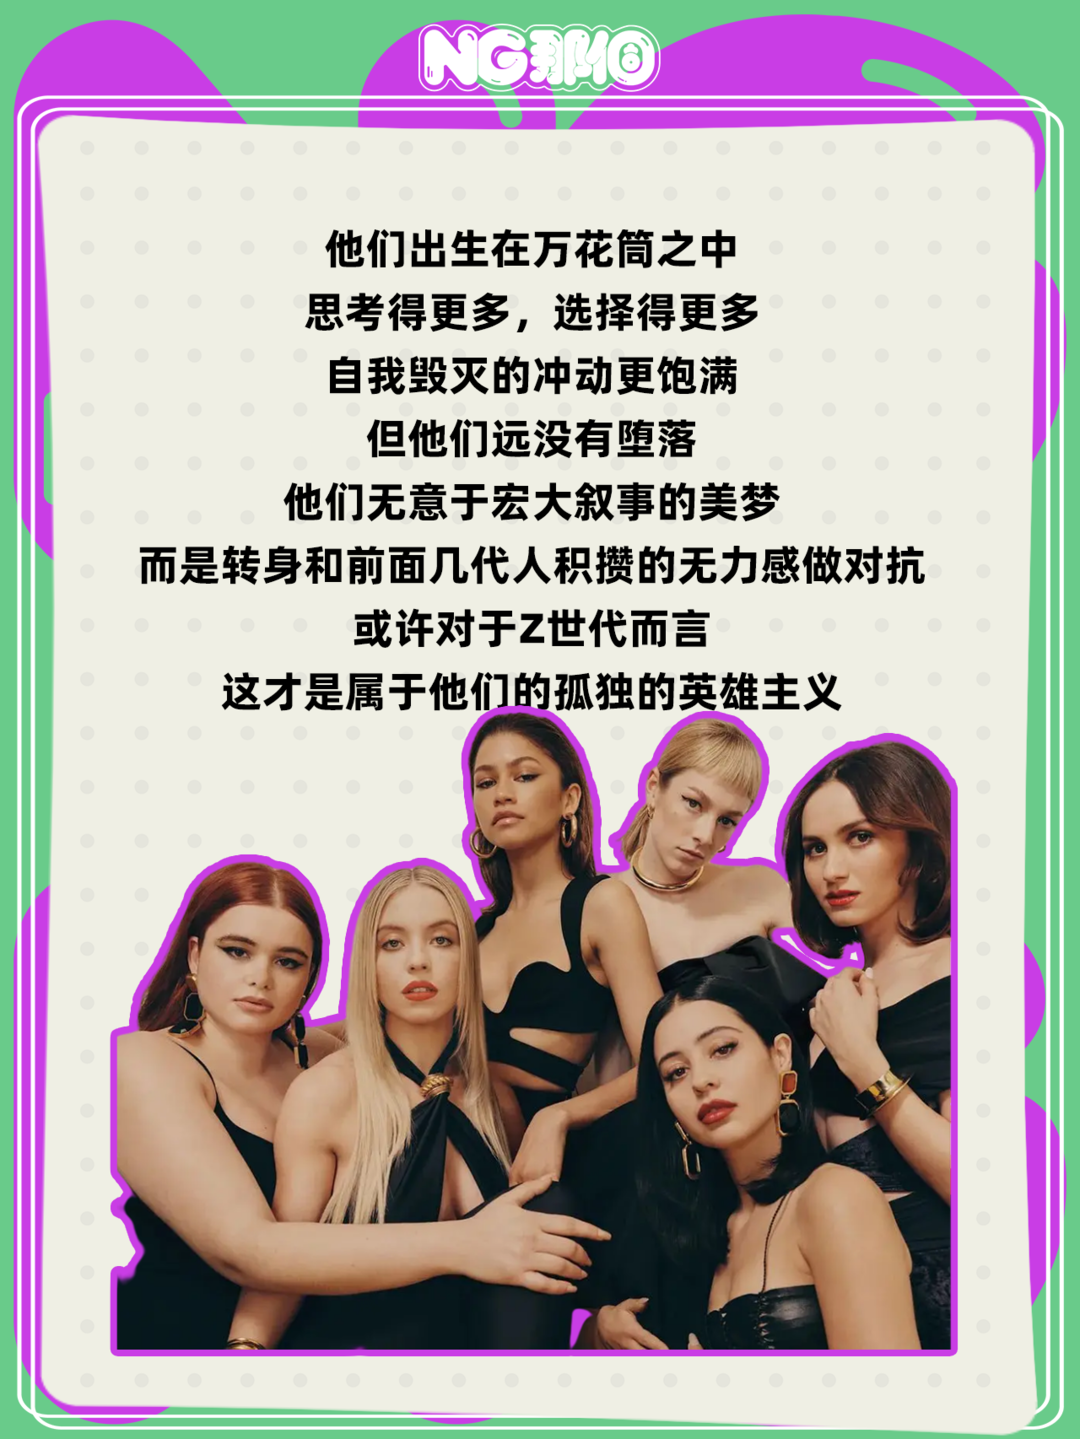 NG那個
他们出生在万花筒之中
思考得更多，选择得更多
自我毁灭的冲动更饱满
但他们远没有堕落
他们无意于宏大叙事的美梦
而是转身和前面几代人积攒的无力感做对抗
或许对于Z世代而言
这才是属于他们的孤独的英雄主义